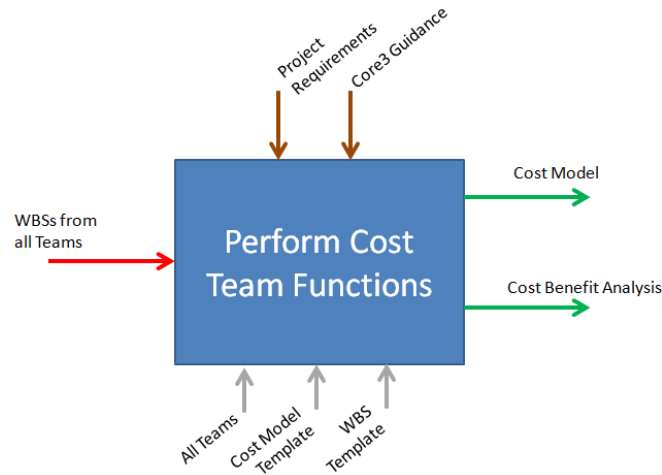 Project
Requirements
Core3 Guidance
Cost Model
WBSs from
all Teams
Perform Cost
Team Functions
Cost Benefit Analysis
All Teams
Cost Model
Template
WBS
Template